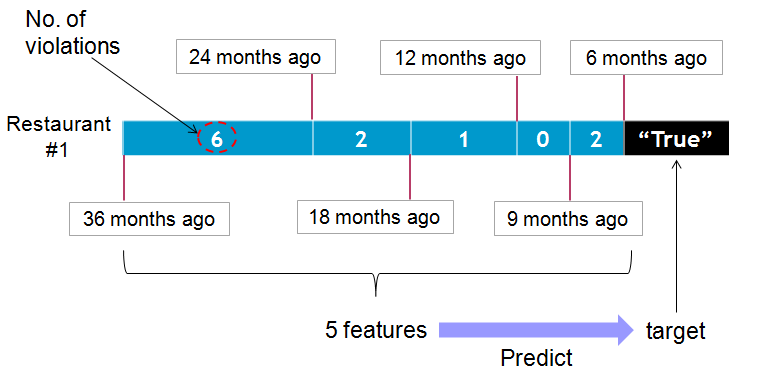 No. of
violations
24 months ago
12 months ago
6 months ago
Restaurant
#1
6
2
1
0
2
“True”
36 months ago
18 months ago
9 months ago
5 features
Predict
target